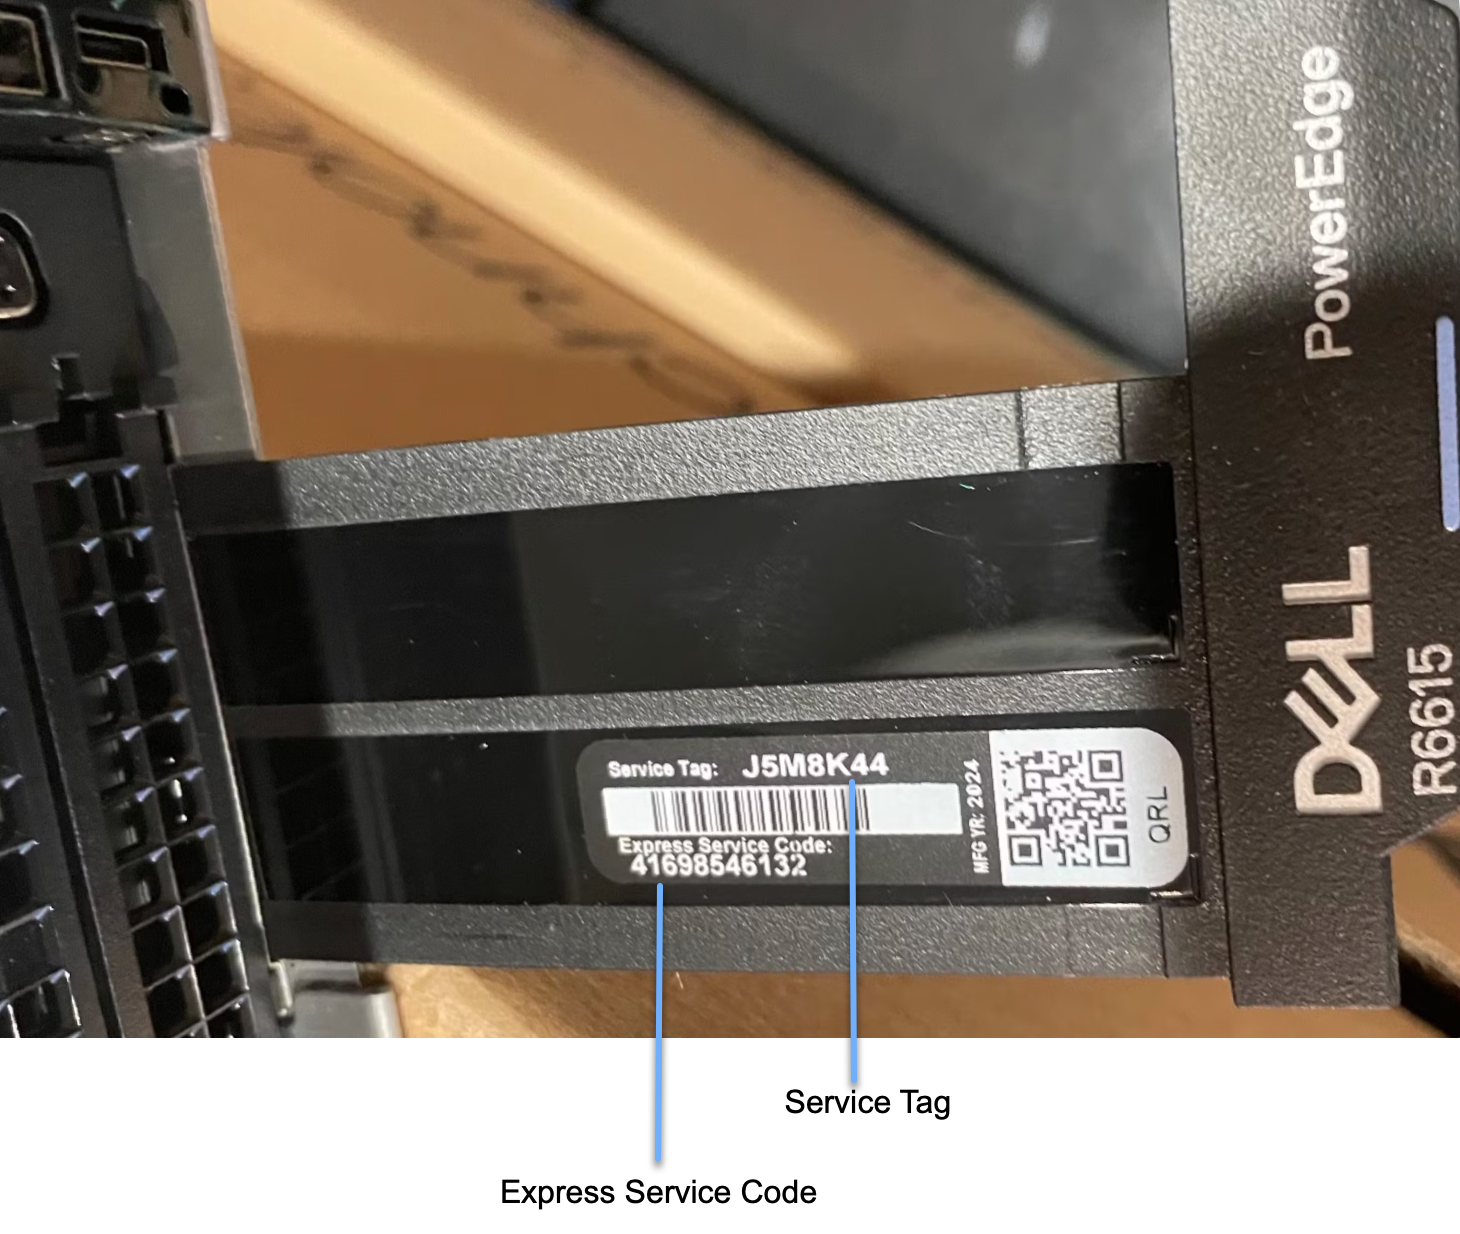 PowerEdge
DELL
R6615
Service Tag: J5M8K44
Express Service Code:
41698546132
MFG YR: 2024
QRL
Service Tag
Express Service Code